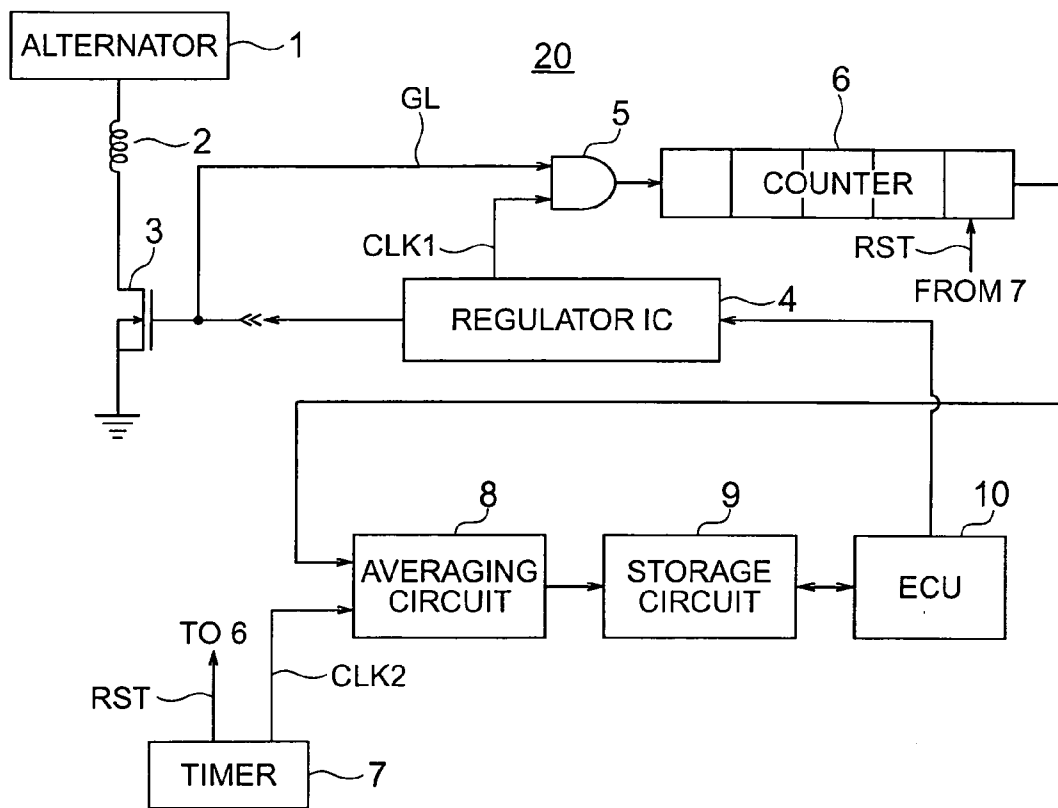 ALTERNATOR
1
20
2
GL
5
6
COUNTER
3
CLK1
RST
FROM 7
REGULATOR IC
4
8
9
10
AVERAGING
CIRCUIT
STORAGE
CIRCUIT
ECU
TO 6
RST
CLK2
TIMER
7